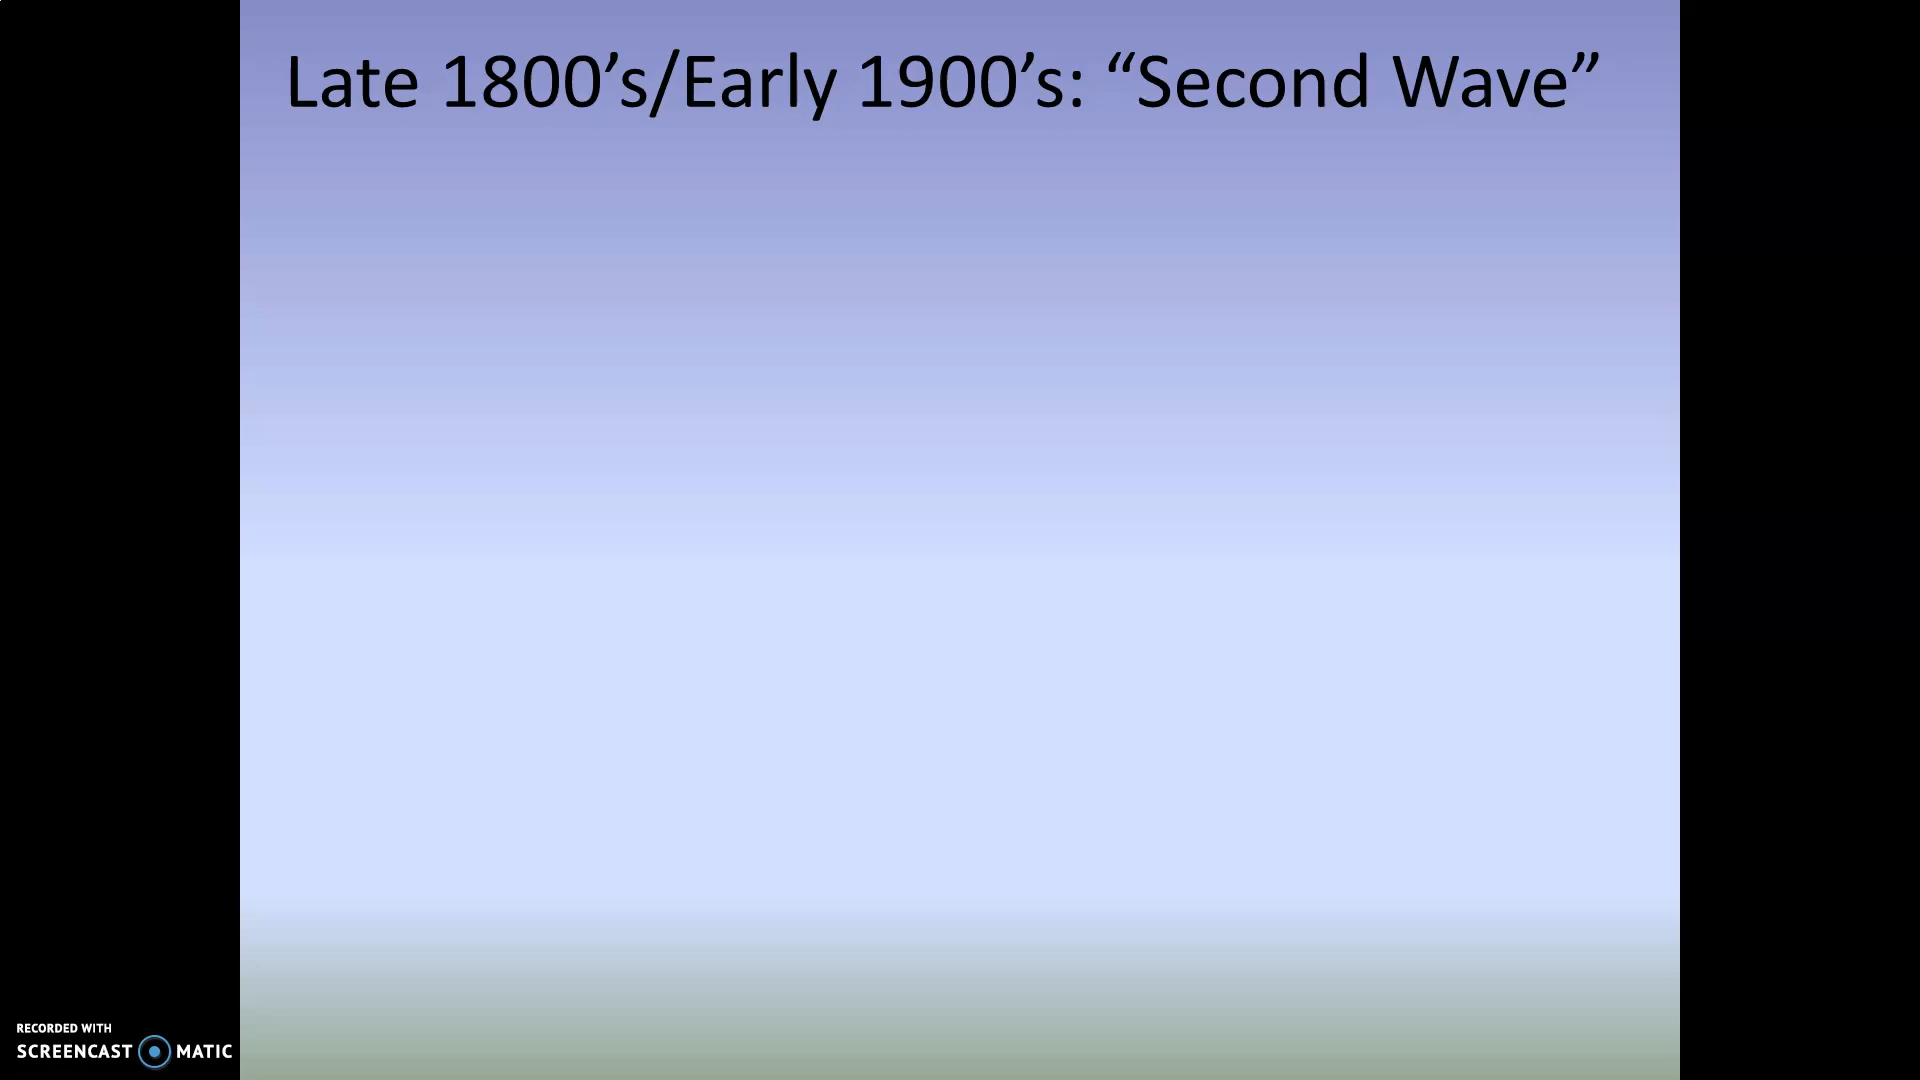 Late 1800’s/Early 1900’s: “Second Wave”
RECORDED WITH
SCREENCAST MATIC